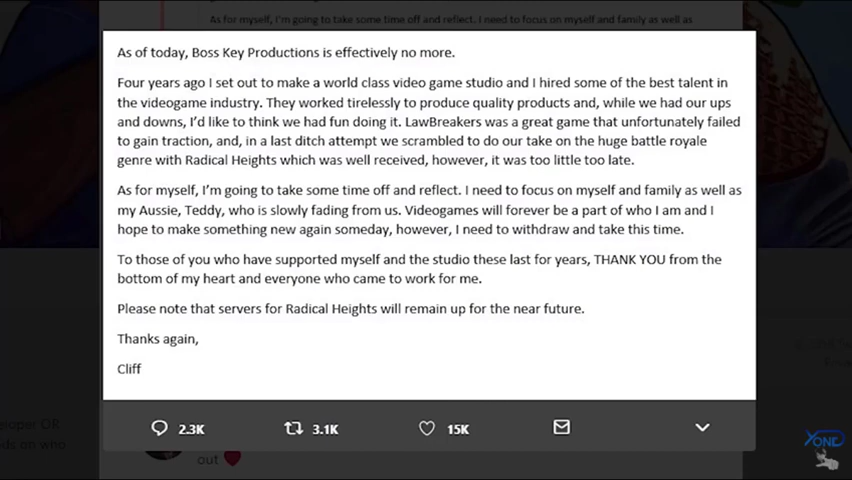 As for myself, I'm going to take some time off and reflect. I need to focus on myself and family as well as
As of today, Boss Key Productions is effectively no more.
Four years ago I set out to make a world class video game studio and I hired some of the best talent in
the videogame industry. They worked tirelessly to produce quality products and, while we had our ups
and downs, I'd like to think we had fun doing it. LawBreakers was a great game that unfortunately failed
to gain traction, and, in a last ditch attempt we scrambled to do our take on the huge battle royale
genre with Radical Heights which was well received, however, it was too little too late.
As for myself, I'm going to take some time off and reflect. I need to focus on myself and family as well as
my Aussie, Teddy, who is slowly fading from us. Videogames will forever be a part of who I am and I
hope to make something new again someday, however, I need to withdraw and take this time.
To those of you who have supported myself and the studio these last for years, THANK YOU from the
bottom of my heart and everyone who came to work for me.
Please note that servers for Radical Heights will remain up for the near future.
Thanks again,
Cliff
2.3K 3.1K 15K
OR
on who
out
XOND